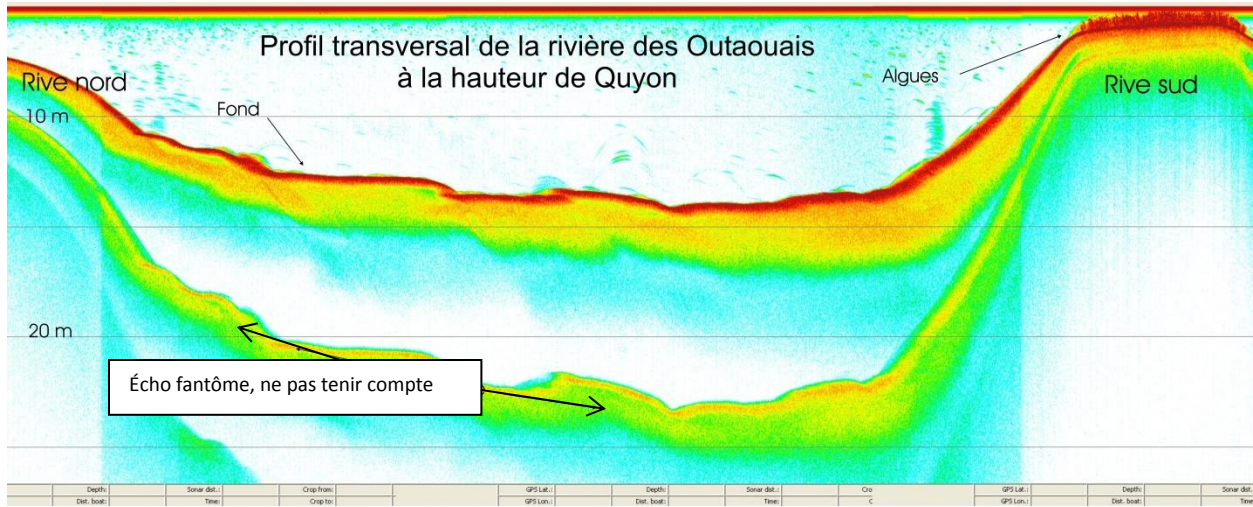 Profil transversal de la rivière des Outaouais
à la hauteur de Quyon
Rive nord
Algues
Rive sud
Fond
10 m
20 m
Écho fantôme, ne pas tenir compte
Depth: Sonar dist.: Crop from: GPS Lat.: Depth: Sonar dist.: Cro GPS Lat.: Depth: Sonar dist
Dist. boat: Time: Crop to: GPS Lon.: Dist. boat: Time: C GPS Lon.: Dist. boat: Time